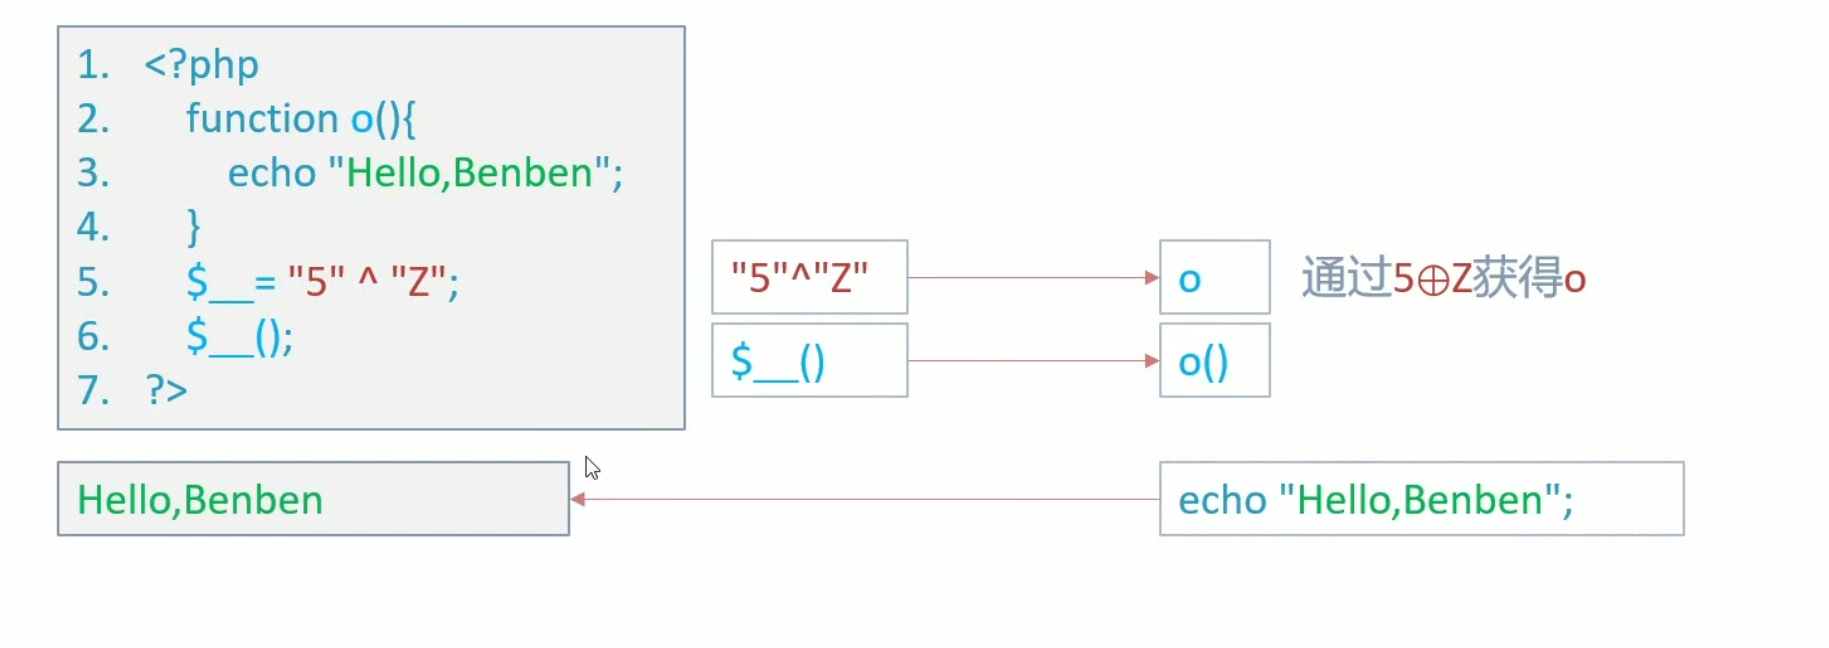 1. <?php
2. function o(){
3. echo "Hello,Benben";
4. }
5. $__= "5" ^ "Z";
6. $__();
7. ?>
"5"^"Z"
o
通过5⊕Z获得o
$__()
o()
Hello,Benben
echo "Hello,Benben";